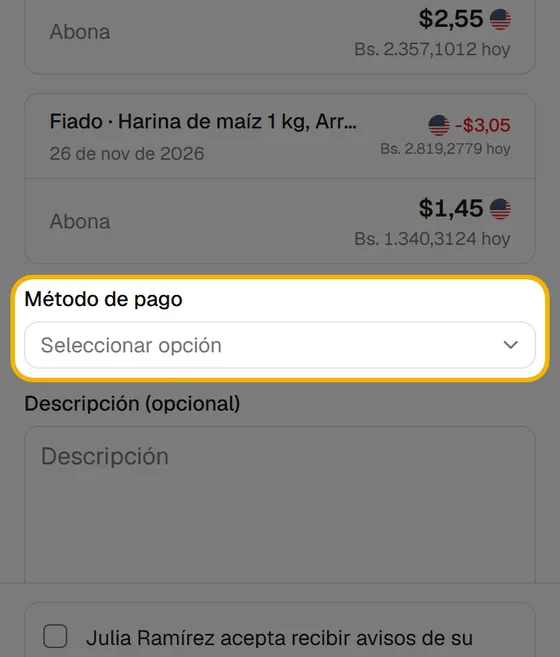 $2,55
Abona
Bs. 2.357,1012 hoy
Fiado · Harina de maíz 1 kg, Arr...
-$3,05
26 de nov de 2026
Bs. 2.819,2779 hoy
$1,45
Abona
Bs. 1.340,3124 hoy
Método de pago
Seleccionar opción
Descripción (opcional)
Descripción
Julia Ramírez acepta recibir avisos de su